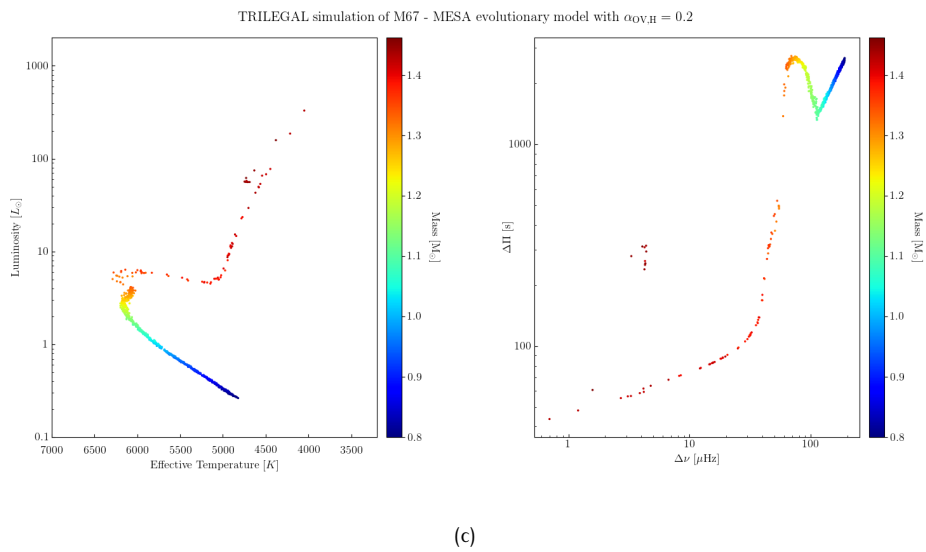 TRILEGAL simulation of M67 - MESA evolutionary model with α_OV,H = 0.2
1000
100
10
1
0.1
Luminosity [L⊙]
7000 6500 6000 5500 5000 4500 4000 3500
Effective Temperature [K]
1.4
1.3
1.2
1.1
1.0
0.9
0.8
Mass [M⊙]
1000
100
ΔΠ [s]
1 10 100
Δν [μHz]
1.4
1.3
1.2
1.1
1.0
0.9
0.8
Mass [M⊙]
(c)